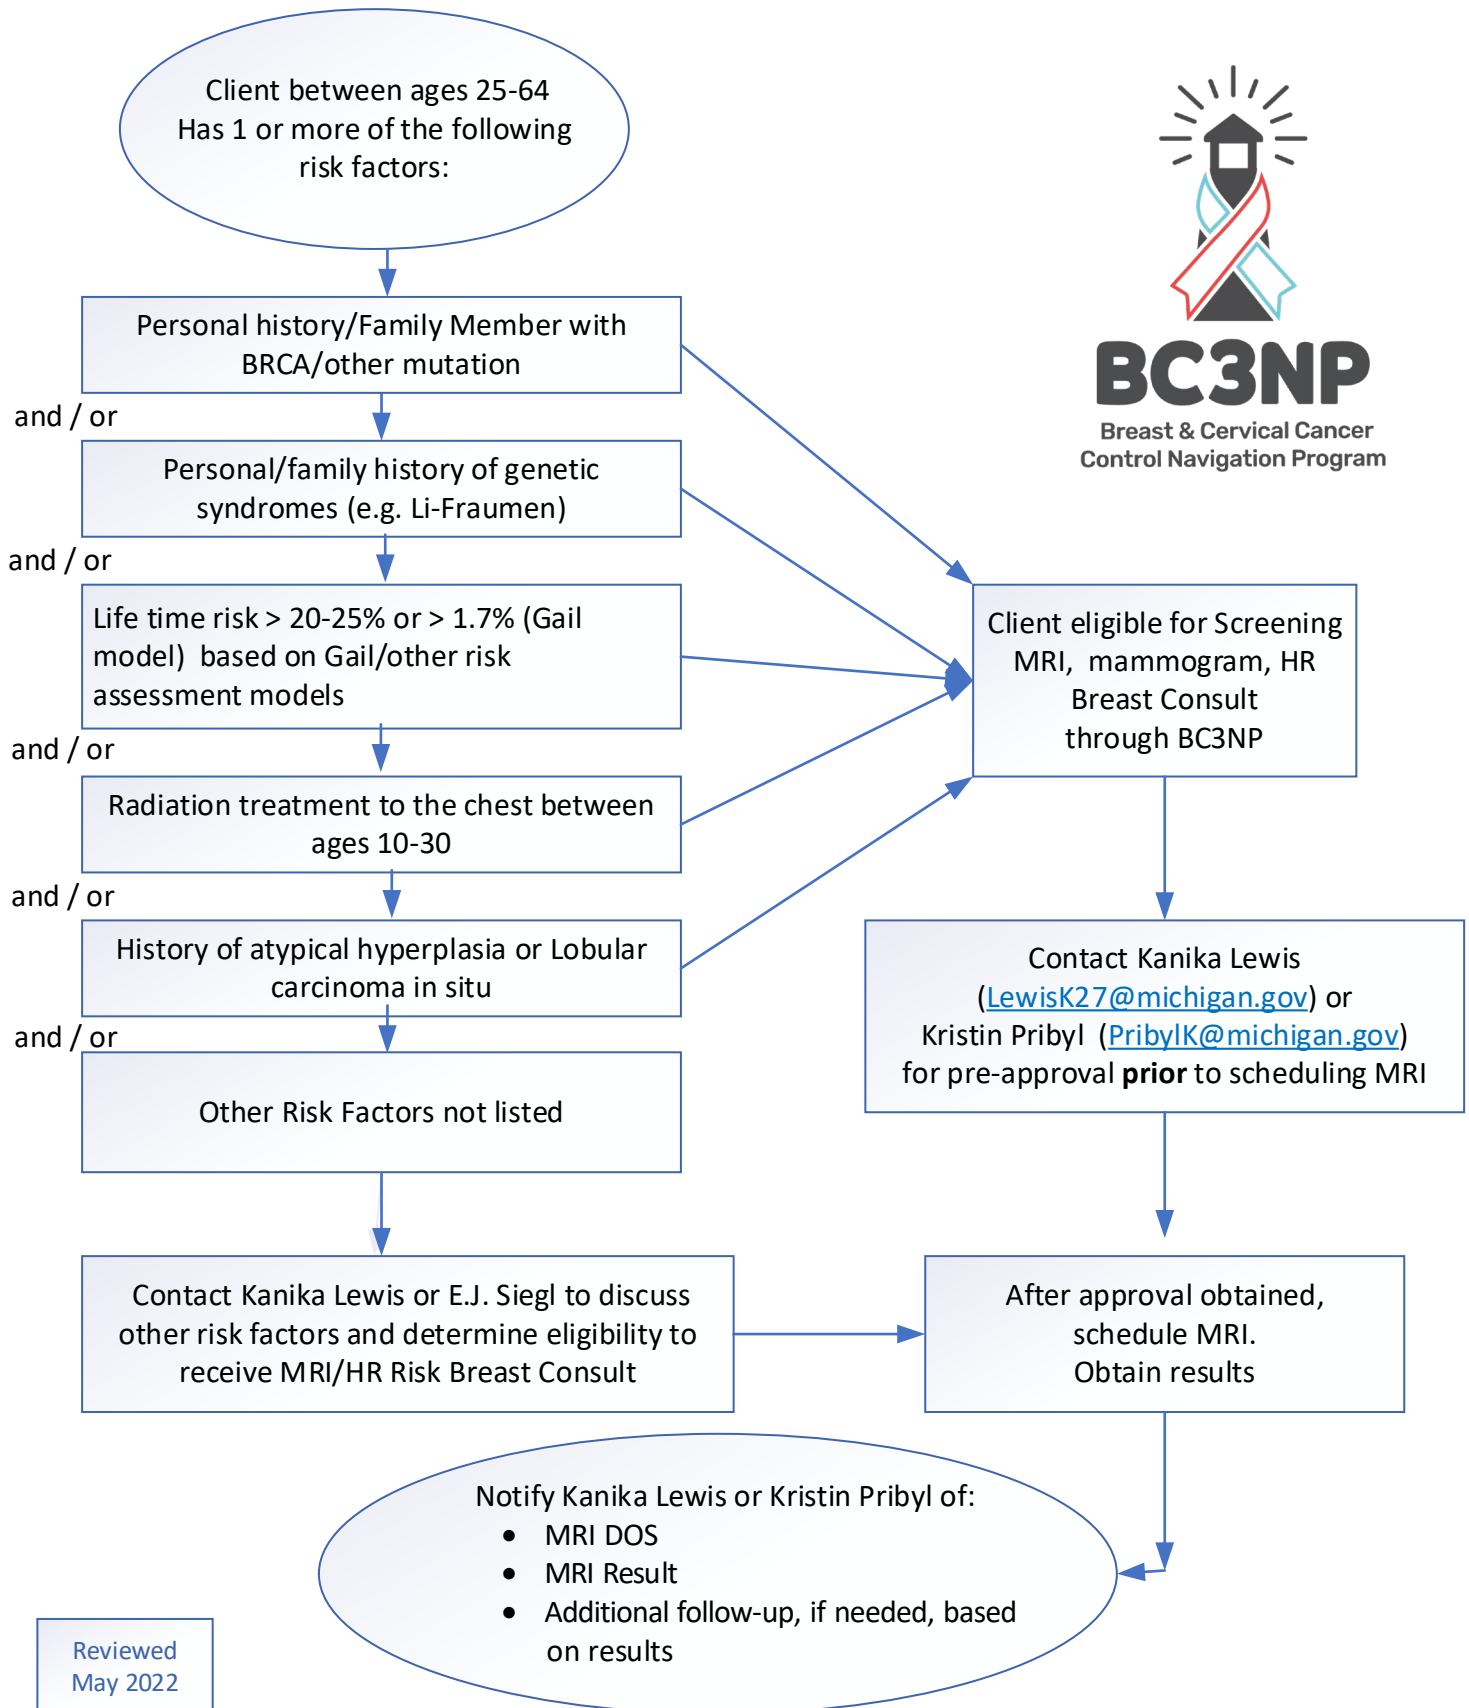 Client between ages 25-64
Has 1 or more of the following
risk factors:
BC3NP
Breast & Cervical Cancer
Control Navigation Program
Personal history/Family Member with
BRCA/other mutation
and / or
Personal/family history of genetic
syndromes (e.g. Li-Fraumen)
and / or
Life time risk > 20-25% or > 1.7% (Gail
model)  based on Gail/other risk
assessment models
and / or
Radiation treatment to the chest between
ages 10-30
and / or
History of atypical hyperplasia or Lobular
carcinoma in situ
and / or
Other Risk Factors not listed
Client eligible for Screening
MRI,  mammogram, HR
Breast Consult
through BC3NP
Contact Kanika Lewis
(LewisK27@michigan.gov) or
Kristin Pribyl  (PribylK@michigan.gov)
for pre-approval prior to scheduling MRI
Contact Kanika Lewis or E.J. Siegl to discuss
other risk factors and determine eligibility to
receive MRI/HR Risk Breast Consult
After approval obtained,
schedule MRI.
Obtain results
Notify Kanika Lewis or Kristin Pribyl of:
• MRI DOS
• MRI Result
• Additional follow-up, if needed, based
on results
Reviewed
May 2022